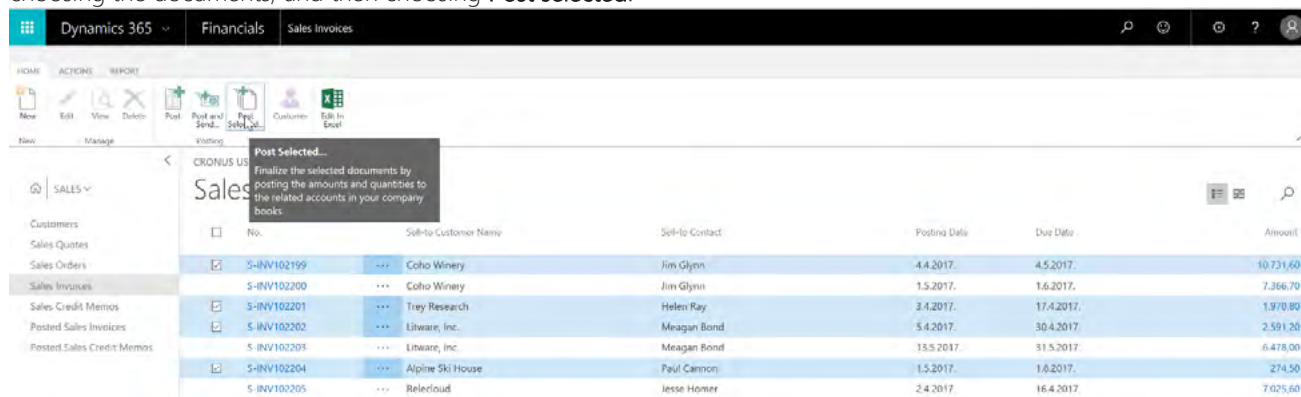 choosing the documents, and then choosing Post selected.
Dynamics 365 Financials Sales Invoices ?
HOME ACTIONS REPORT
New Edit View Delete Post Post and Send... Post Selected... Customer Edit In Excel
New Manage Posting
Post Selected...
Finalize the selected documents by
posting the amounts and quantities to
the related accounts in your company
books
CRONUS US
SALES
Sales
Customers
Sales Quotes
Sales Orders
Sales Invoices
Sales Credit Memos
Posted Sales Invoices
Posted Sales Credit Memos
No. Sell-to Customer Name Sell-to Contact Posting Date Due Date Amount
S-INV102199 ... Coho Winery Jim Glynn 4.4.2017. 4.5.2017. 10.731,60
S-INV102200 ... Coho Winery Jim Glynn 1.5.2017. 1.6.2017. 7.366,70
S-INV102201 ... Trey Research Helen Ray 3.4.2017. 17.4.2017. 1.970,80
S-INV102202 ... Litware, Inc. Meagan Bond 5.4.2017. 30.4.2017. 2.591,20
S-INV102203 ... Litware, Inc. Meagan Bond 13.5.2017. 31.5.2017. 6.478,00
S-INV102204 ... Alpine Ski House Paul Cannon 1.5.2017. 1.6.2017. 274,50
S-INV102205 ... Relecloud Jesse Homer 2.4.2017. 16.4.2017. 7.025,60